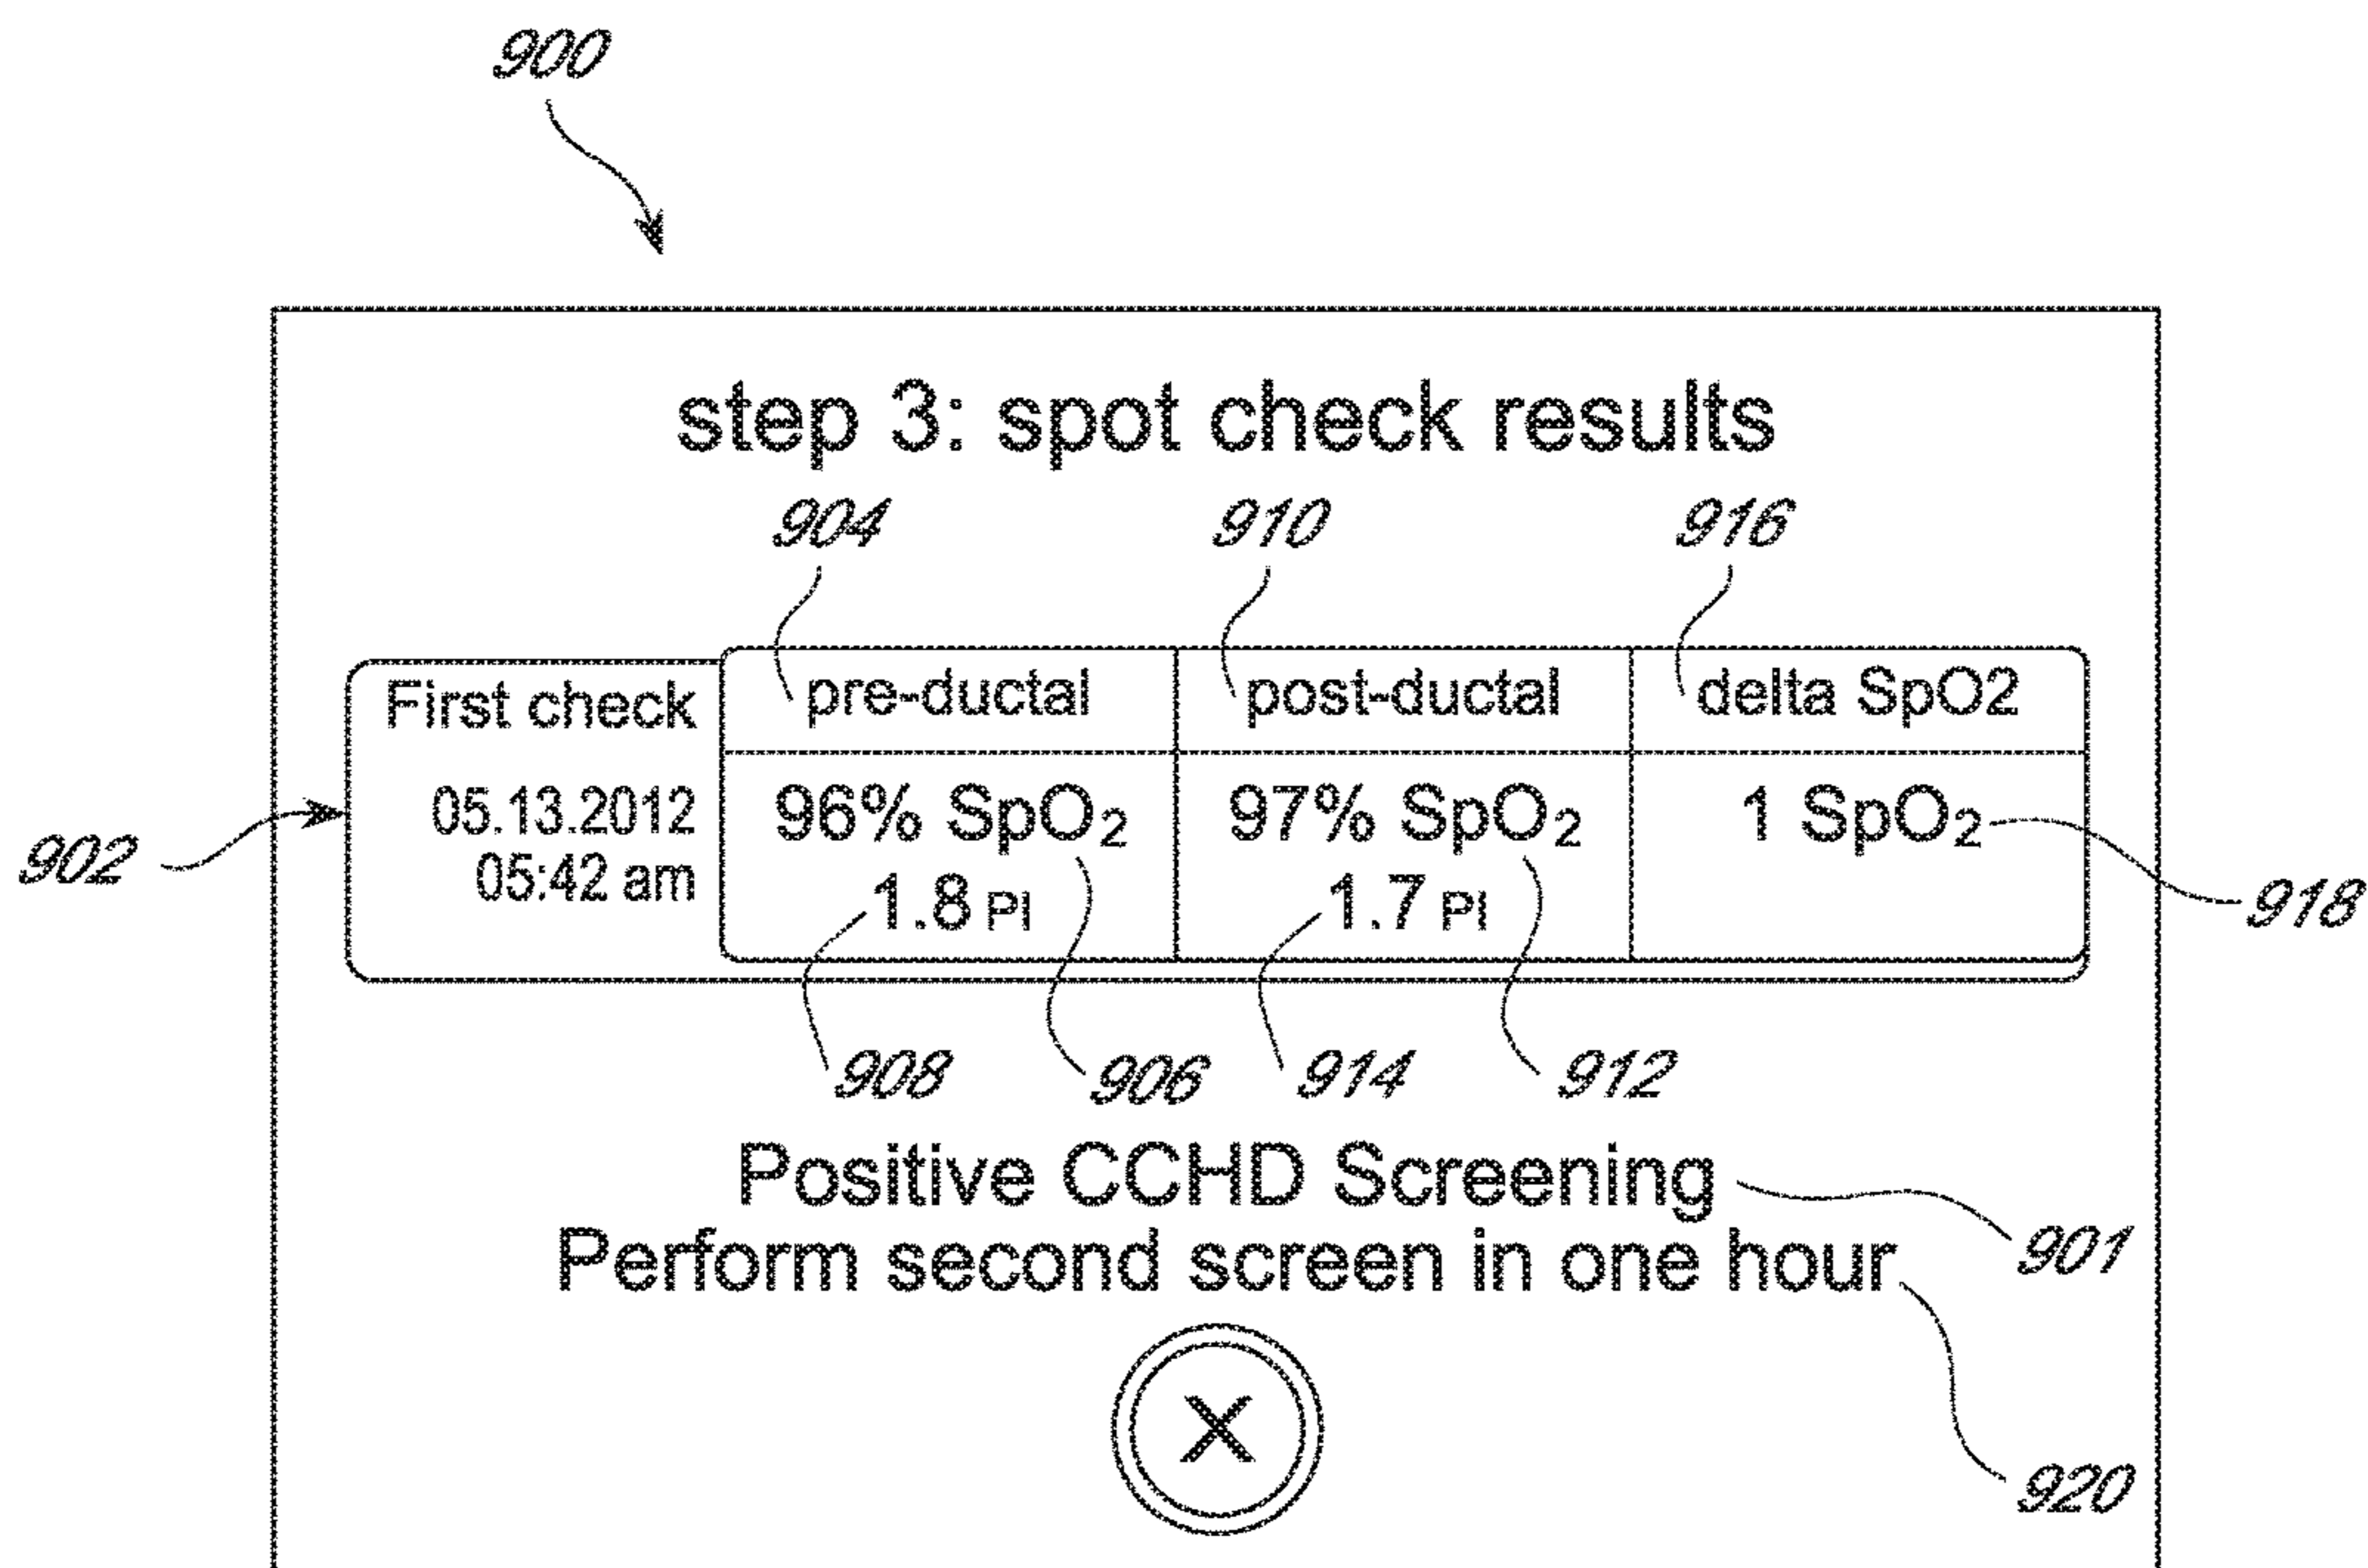 900
step 3: spot check results
904 910 916
First check pre-ductal post-ductal delta SpO2
05.13.2012 96% SpO₂ 97% SpO₂ 1 SpO₂
902 05:42 am 1.8 PI 1.7 PI 918
908 906 914 912
Positive CCHD Screening
901
Perform second screen in one hour
X
920